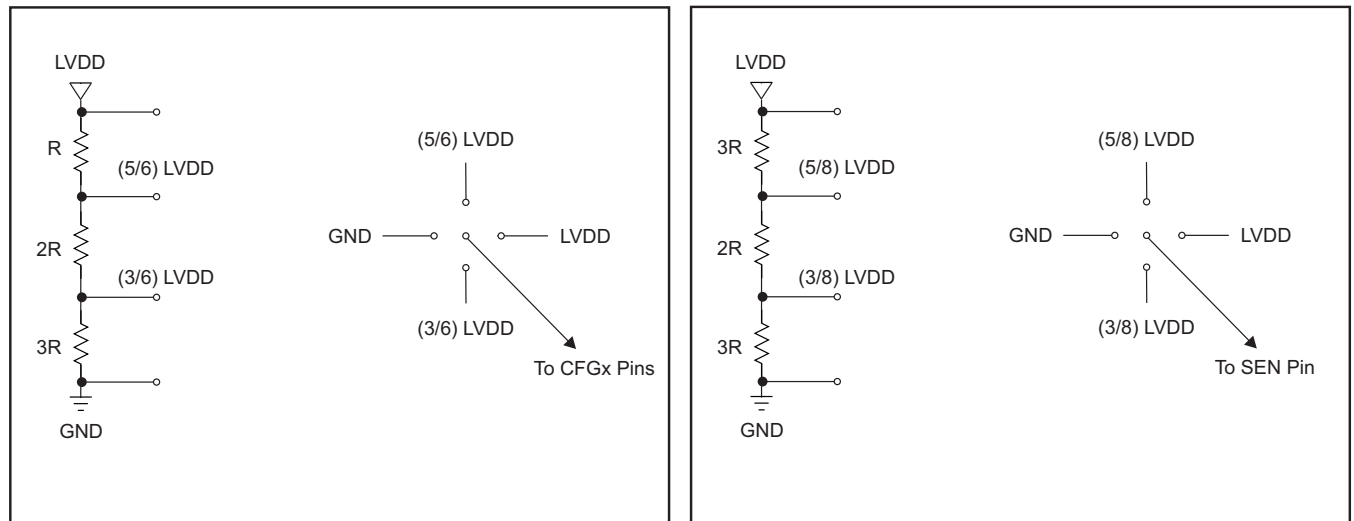 LVDD
R
(5/6) LVDD
2R
(3/6) LVDD
3R
GND
(5/6) LVDD
GND
LVDD
(3/6) LVDD
To CFGx Pins
LVDD
3R
(5/8) LVDD
2R
(3/8) LVDD
3R
GND
(5/8) LVDD
GND
LVDD
(3/8) LVDD
To SEN Pin